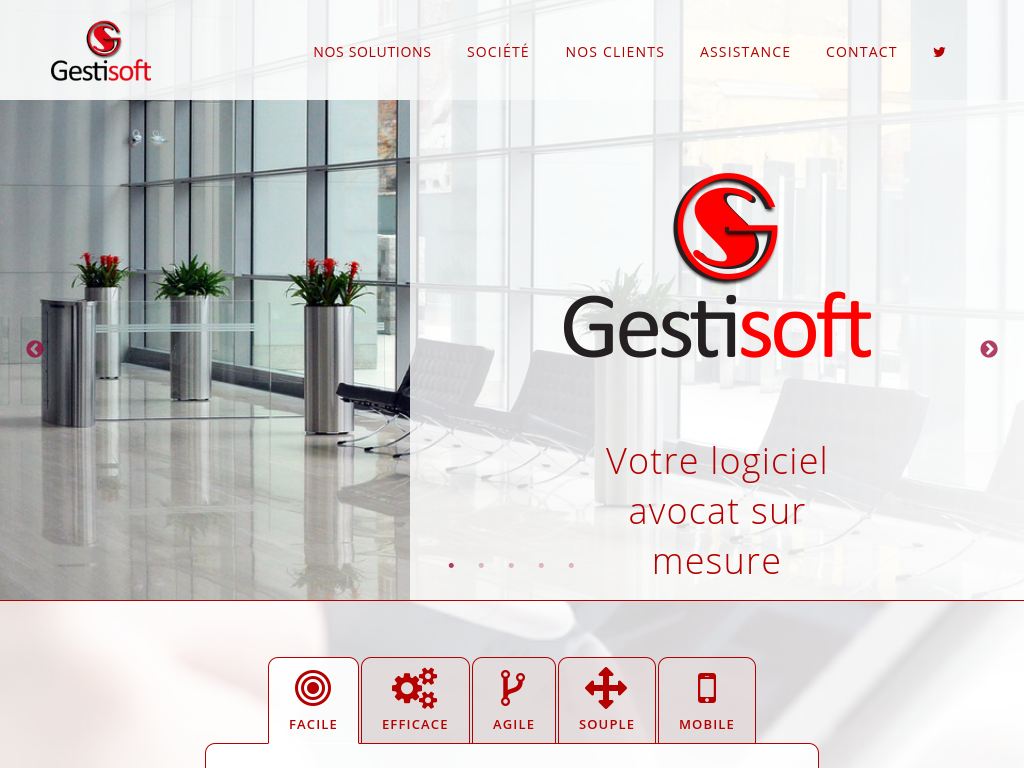 Gestisoft
NOS SOLUTIONS SOCIÉTÉ NOS CLIENTS ASSISTANCE CONTACT
Gestisoft
Votre logiciel
avocat sur
mesure
FACILE EFFICACE AGILE SOUPLE MOBILE